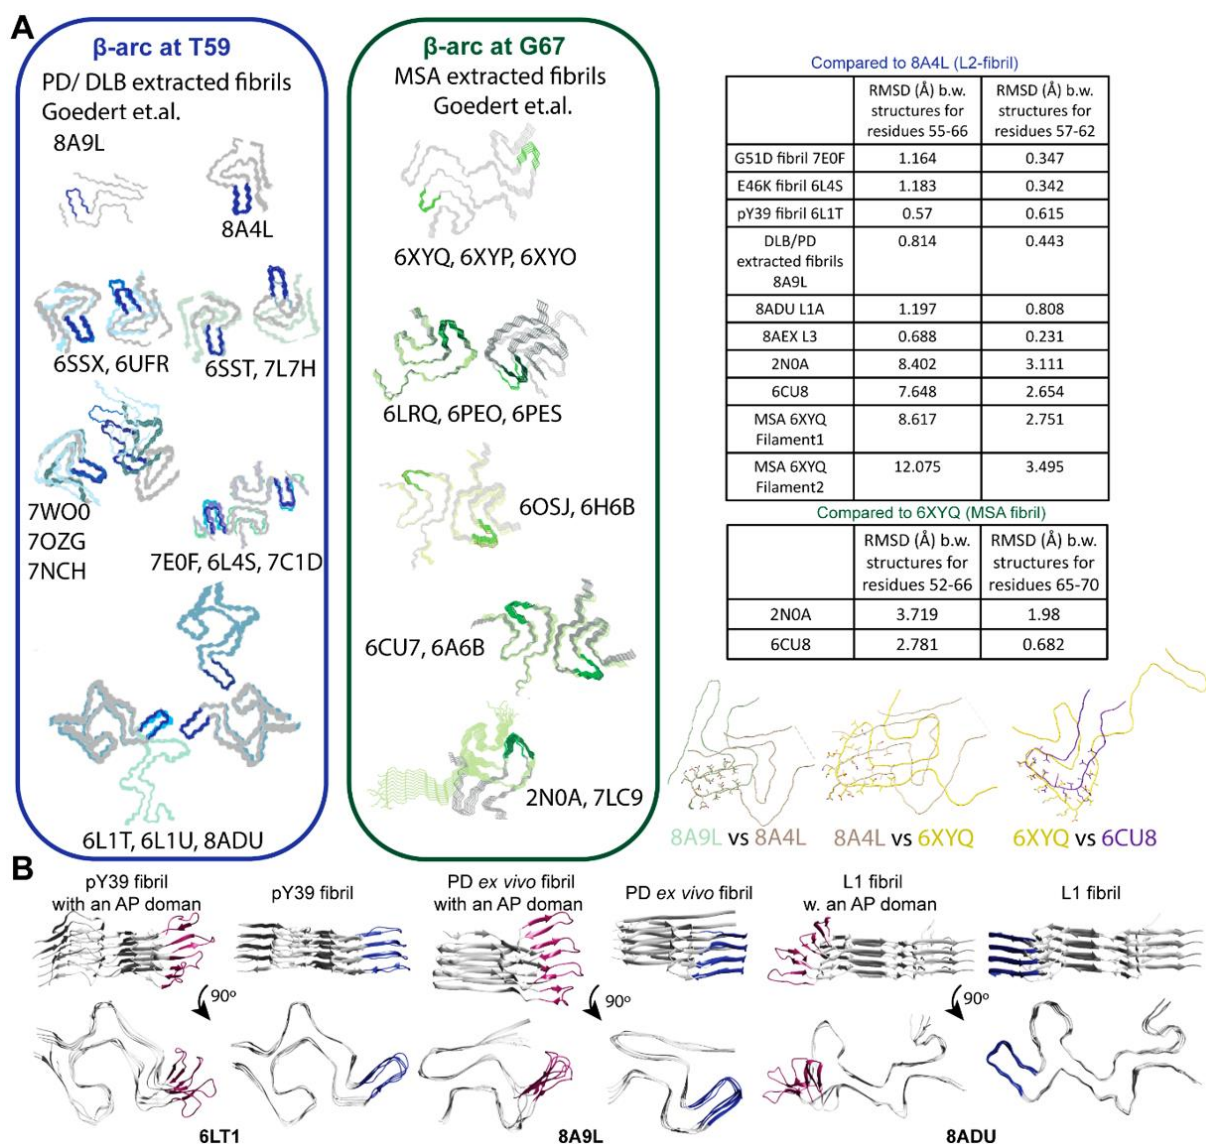 A
β-arc at T59
PD/ DLB extracted fibrils
Goedert et.al.
8A9L
8A4L
6SSX, 6UFR
6SST, 7L7H
7WO0
7OZG
7NCH
7E0F, 6L4S, 7C1D
6L1T, 6L1U, 8ADU
β-arc at G67
MSA extracted fibrils
Goedert et.al.
6XYQ, 6XYP, 6XYO
6LRQ, 6PEO, 6PES
6OSJ, 6H6B
6CU7, 6A6B
2N0A, 7LC9
Compared to 8A4L (L2-fibril)
RMSD (Å) b.w.
structures for
residues 55-66
RMSD (Å) b.w.
structures for
residues 57-62
G51D fibril 7E0F 1.164 0.347
E46K fibril 6L4S 1.183 0.342
pY39 fibril 6L1T 0.57 0.615
DLB/PD 0.814 0.443
extracted fibrils
8A9L
8ADU L1A 1.197 0.808
8AEX L3 0.688 0.231
2N0A 8.402 3.111
6CU8 7.648 2.654
MSA 6XYQ 8.617 2.751
Filament1
MSA 6XYQ 12.075 3.495
Filament2
Compared to 6XYQ (MSA fibril)
RMSD (Å) b.w.
structures for
residues 52-66
RMSD (Å) b.w.
structures for
residues 65-70
2N0A 3.719 1.98
6CU8 2.781 0.682
8A9L vs 8A4L
8A4L vs 6XYQ
6XYQ vs 6CU8
B
pY39 fibril
with an AP doman
pY39 fibril
PD ex vivo fibril
with an AP domain
PD ex vivo fibril
L1 fibril
w. an AP domain
L1 fibril
90º
90º
90º
6LT1
8A9L
8ADU